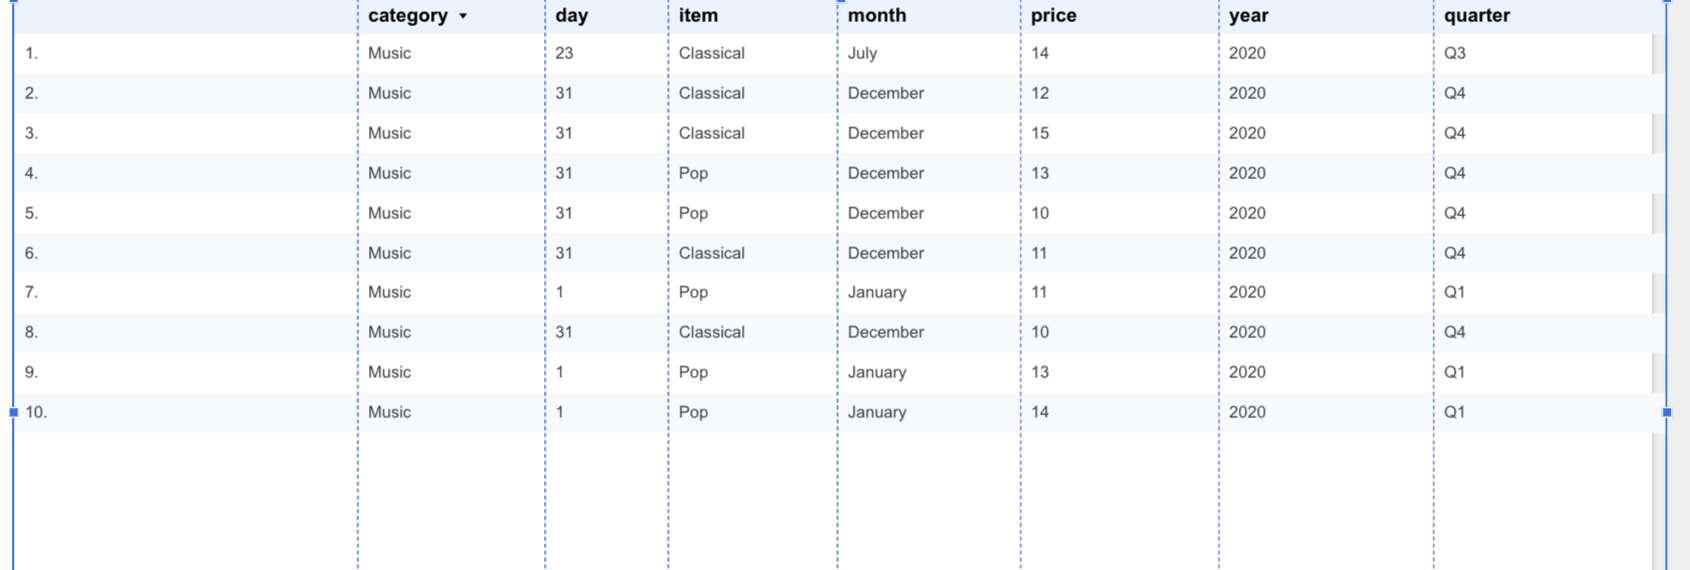 category day item month price year quarter
1. Music 23 Classical July 14 2020 Q3
2. Music 31 Classical December 12 2020 Q4
3. Music 31 Classical December 15 2020 Q4
4. Music 31 Pop December 13 2020 Q4
5. Music 31 Pop December 10 2020 Q4
6. Music 31 Classical December 11 2020 Q4
7. Music 1 Pop January 11 2020 Q1
8. Music 31 Classical December 10 2020 Q4
9. Music 1 Pop January 13 2020 Q1
10. Music 1 Pop January 14 2020 Q1